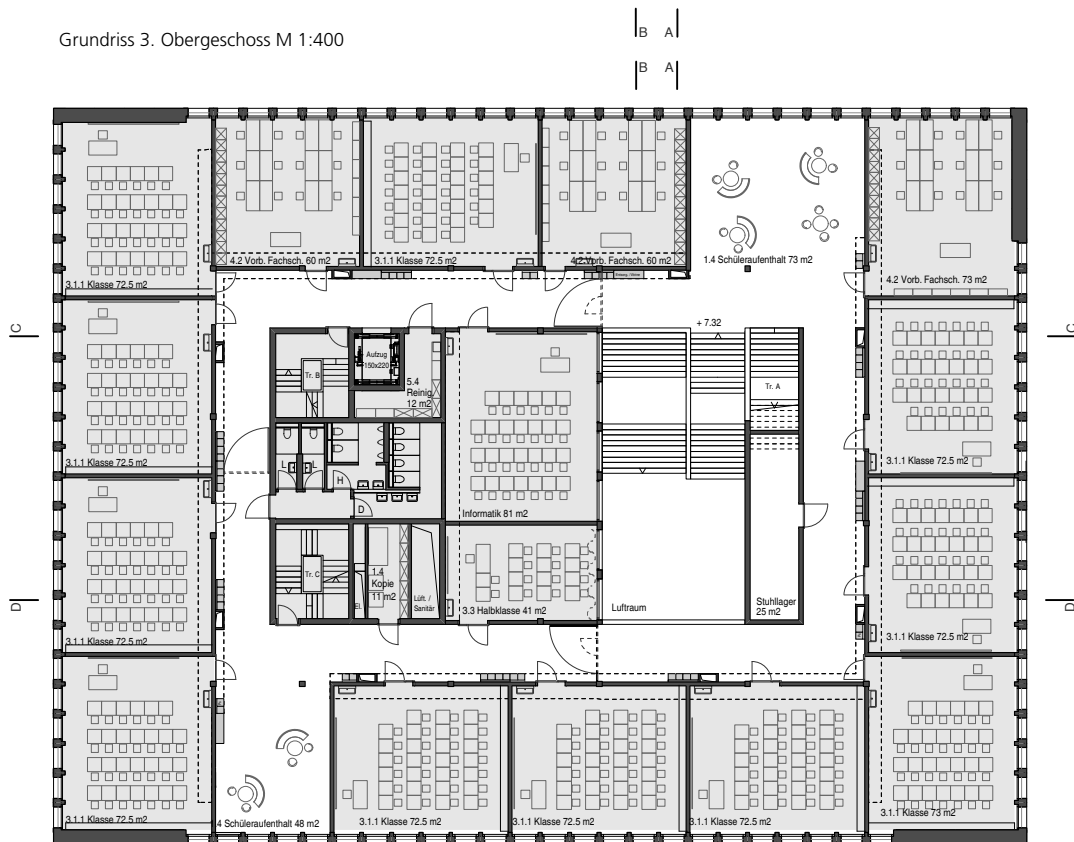 Grundriss 3. Obergeschoss M 1:400
B A
B A
4.2 Vorb. Fachsch. 60 m2
3.1.1 Klasse 72.5 m2
4.2 Vorb. Fachsch. 60 m2
1.4 Schüleraufenthalt 73 m2
3.1.1 Klasse 72.5 m2
4.2 Vorb. Fachsch. 73 m2
C
C
+ 7.32
Aufzug
150x220
Tr. B
5.4
Reinig.
12 m2
Tr. A
3.1.1 Klasse 72.5 m2
3.1.1 Klasse 72.5 m2
L
L
H
D
Informatik 81 m2
Tr. C
1.4
Kopie
11 m2
EL.
Lüft. /
Sanitär
3.3 Halbklasse 41 m2
Luftraum
Stuhllager
25 m2
D
D
3.1.1 Klasse 72.5 m2
3.1.1 Klasse 72.5 m2
3.1.1 Klasse 72.5 m2
1.4 Schüleraufenthalt 48 m2
3.1.1 Klasse 72.5 m2
3.1.1 Klasse 72.5 m2
3.1.1 Klasse 72.5 m2
3.1.1 Klasse 73 m2